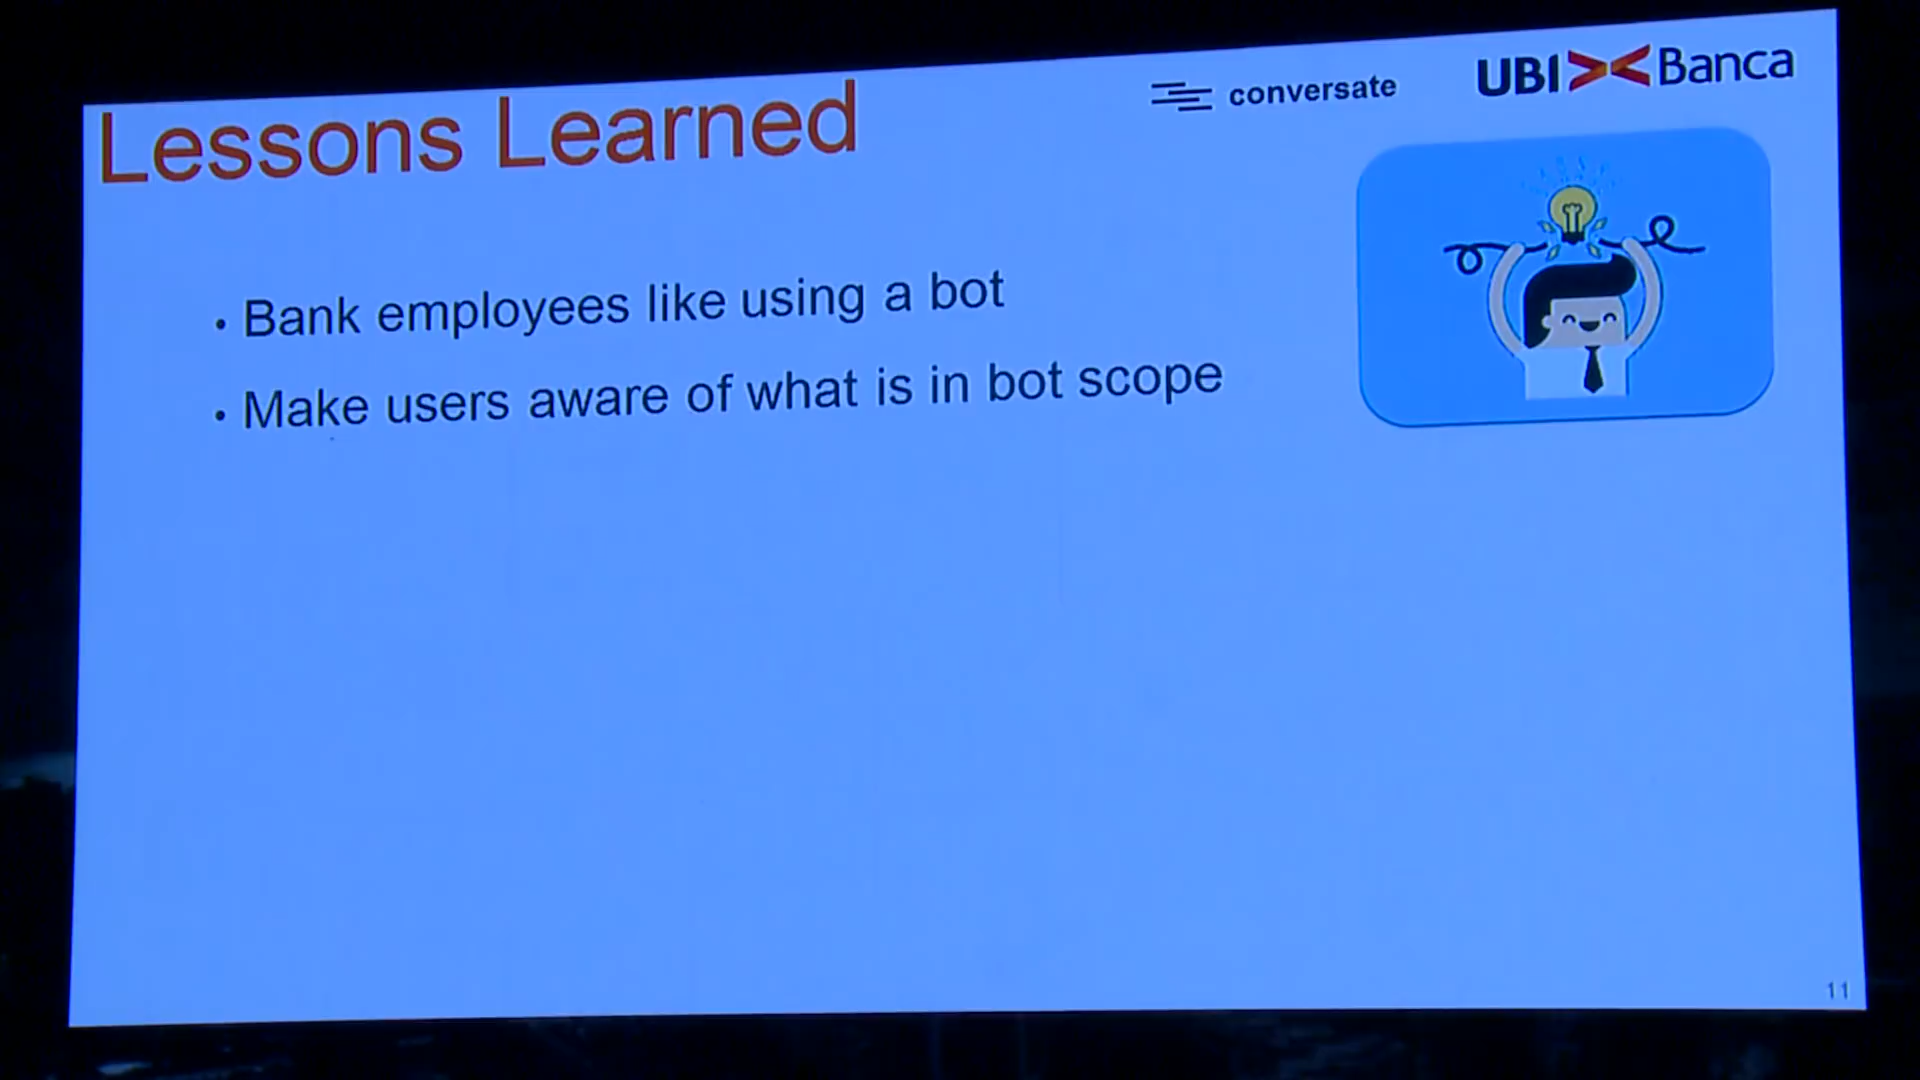 Lessons Learned
conversate
UBI Banca
• Bank employees like using a bot
• Make users aware of what is in bot scope
11